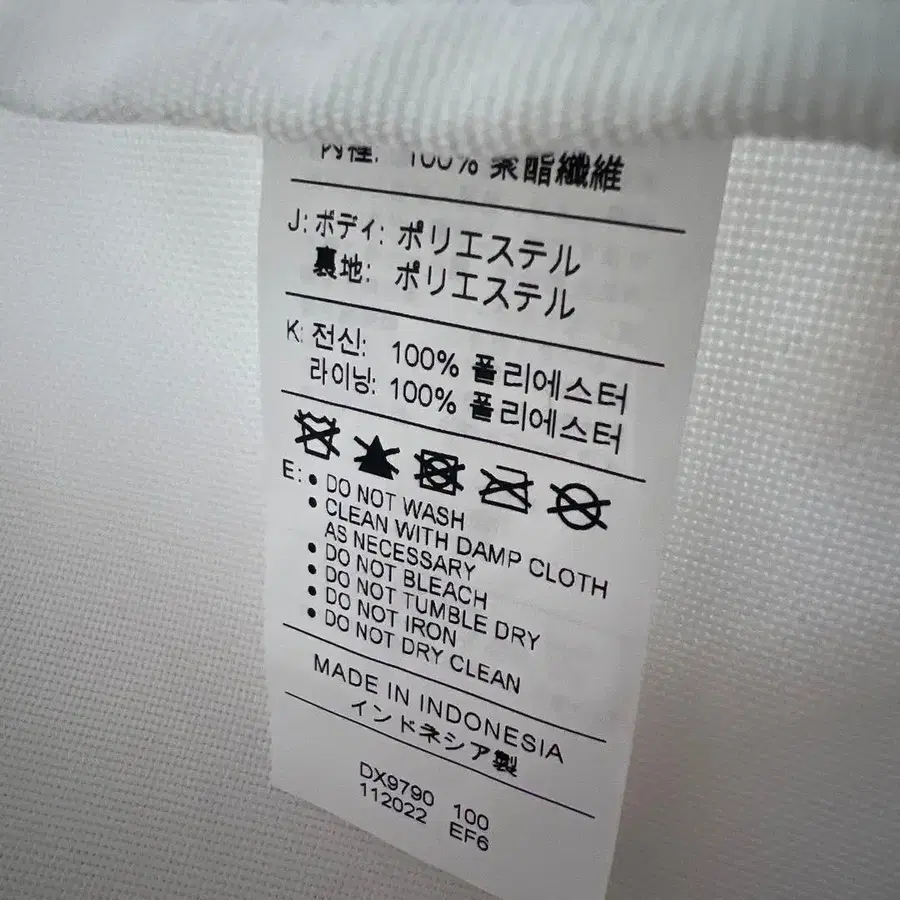 100% 聚酯纖維
J: ボディ: ポリエステル
裏地: ポリエステル
K: 전신: 100% 폴리에스터
라이닝: 100% 폴리에스터
E: • DO NOT WASH
• CLEAN WITH DAMP CLOTH
AS NECESSARY
• DO NOT BLEACH
• DO NOT TUMBLE DRY
• DO NOT IRON
• DO NOT DRY CLEAN
MADE IN INDONESIA
インドネシア製
DX9790 100
112022 EF6